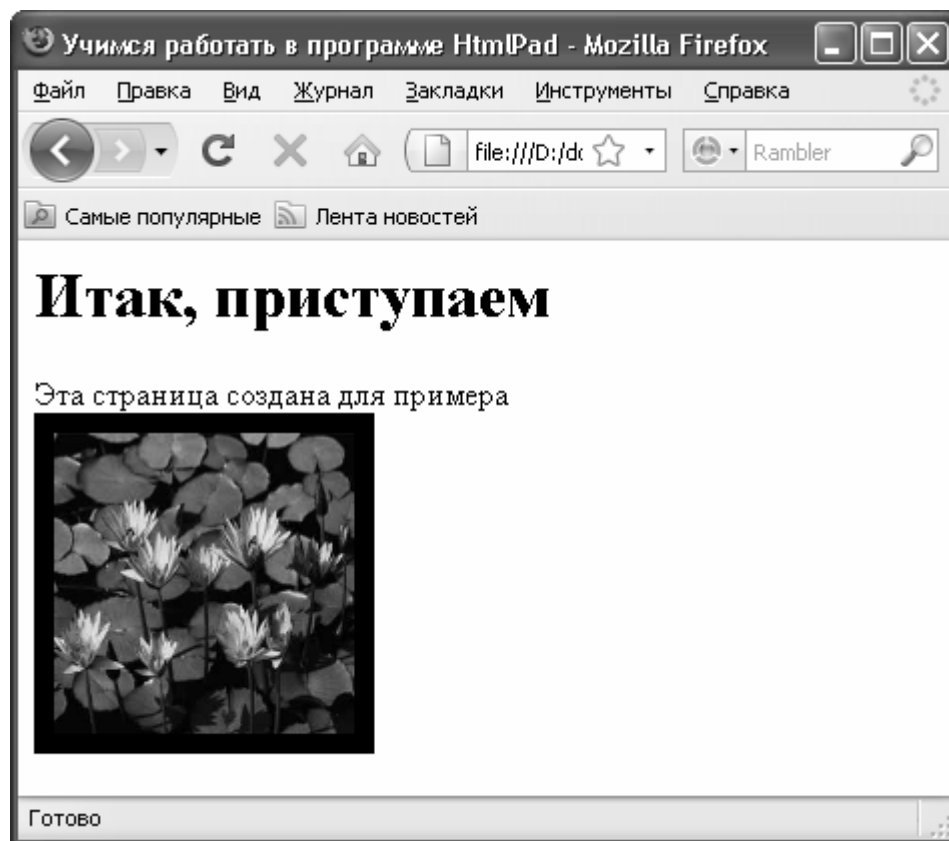 Учимся работать в программе HtmlPad - Mozilla Firefox
Файл Правка Вид Журнал Закладки Инструменты Справка
file:///D:/dc Rambler
Самые популярные Лента новостей
Итак, приступаем
Эта страница создана для примера
Готово